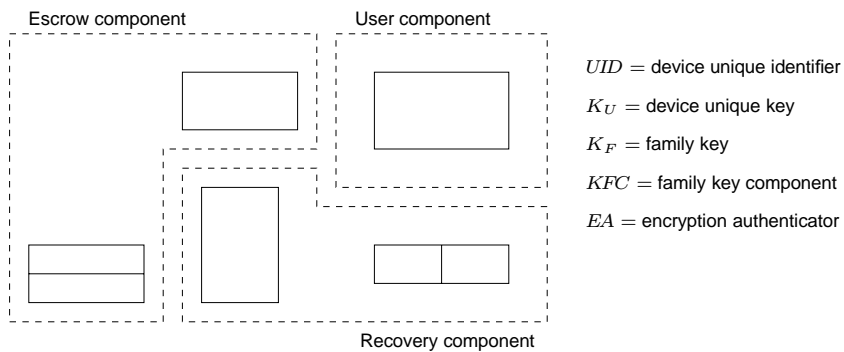 Escrow component
User component
UID = device unique identifier
K_U = device unique key
K_F = family key
KFC = family key component
EA = encryption authenticator
Recovery component